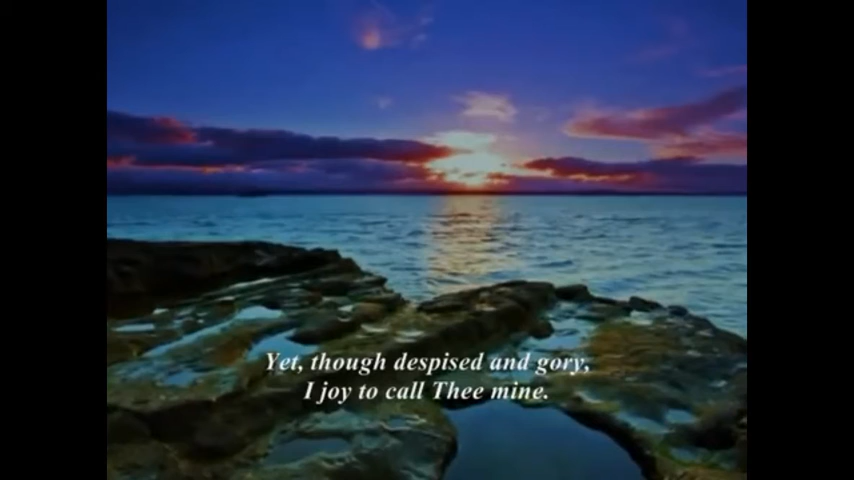 Yet, though despised and gory,
I joy to call Thee mine.